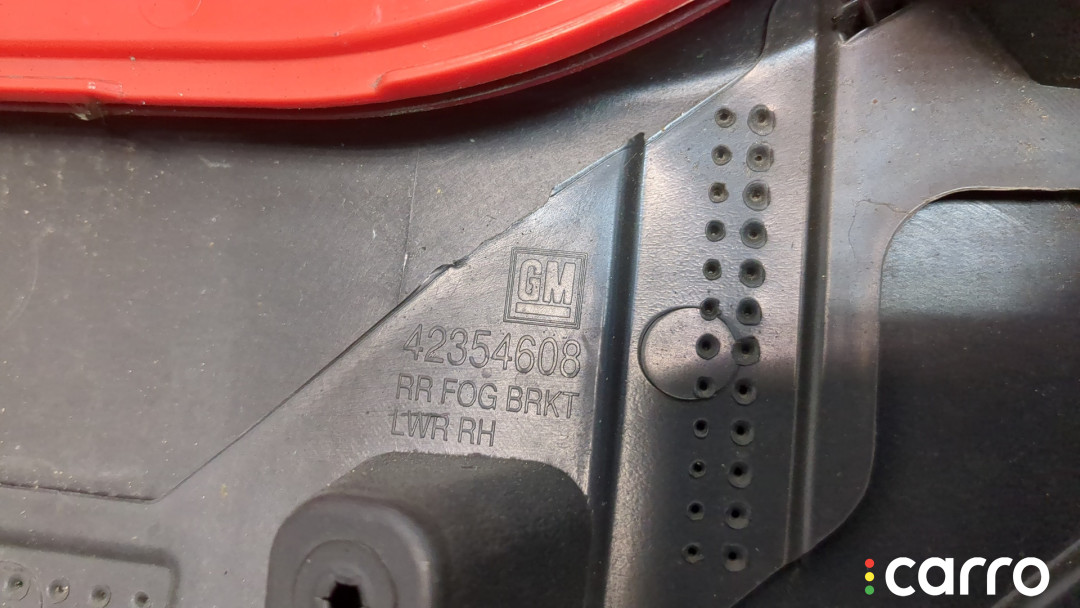 GM
42354608
RR FOG BRKT
LWR RH
carro